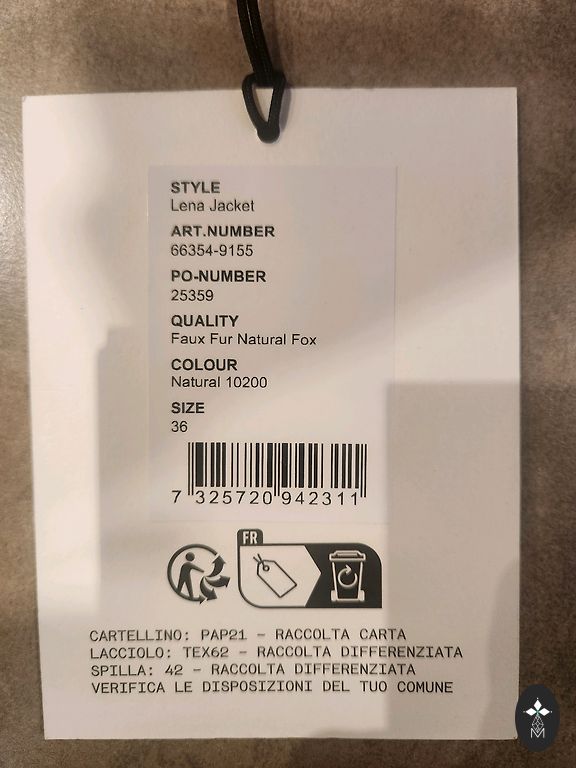 STYLE
Lena Jacket
ART.NUMBER
66354-9155
PO-NUMBER
25359
QUALITY
Faux Fur Natural Fox
COLOUR
Natural 10200
SIZE
36
7 325720 942311
FR
CARTELLINO: PAP21 – RACCOLTA CARTA
LACCIOLO: TEX62 – RACCOLTA DIFFERENZIATA
SPILLA: 42 – RACCOLTA DIFFERENZIATA
VERIFICA LE DISPOSIZIONI DEL TUO COMUNE
M